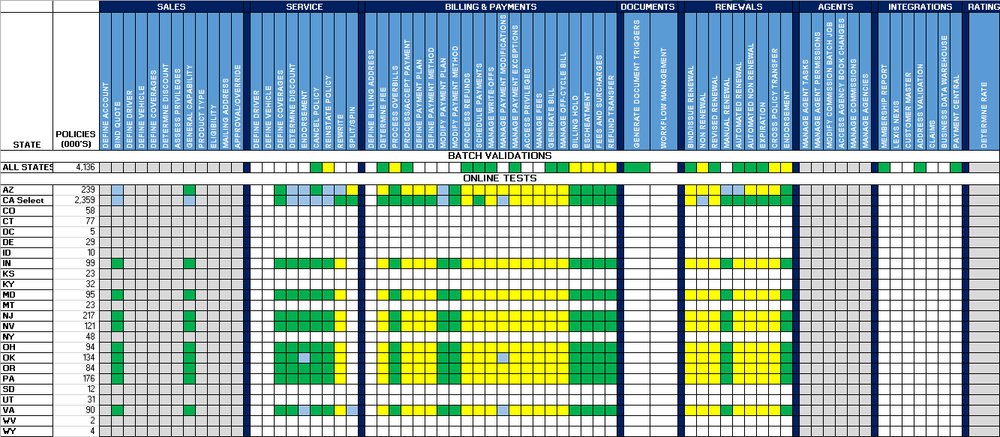 SALES SERVICE BILLING & PAYMENTS DOCUMENTS RENEWALS AGENTS INTEGRATIONS RATING
STATE
POLICIES
(000'S)
DEFINE ACCOUNT
BIND QUOTE
DEFINE DRIVER
DEFINE VEHICLE
DEFINE COVERAGES
DETERMINE DISCOUNT
ASSESS PRIVILEGES
GENERAL CAPABILITY
PRODUCT TYPE
ELIGIBILITY
MAILING ADDRESS
APPROVAL/OVERRIDE
DEFINE DRIVER
DEFINE VEHICLE
DEFINE COVERAGES
DETERMINE DISCOUNT
ENDORSEMENT
CANCEL POLICY
REINSTATE POLICY
REWRITE
SPLIT/SPIN
DEFINE BILLING ADDRESS
DETERMINE FEE
PROCESS OVERBILLS
PROCESS/ACCEPT PAYMENT
DEFINE PAYMENT PLAN
DEFINE PAYMENT METHOD
MODIFY PAYMENT PLAN
MODIFY PAYMENT METHOD
PROCESS REFUNDS
SCHEDULE PAYMENTS
MANAGE WRITE-OFFS
MANAGE PAYMENT MODIFICATIONS
MANAGE PAYMENT EXCEPTIONS
ACCESS PRIVILEGES
MANAGE FEES
GENERATE BILL
MANAGE OFF-CYCLE BILL
BILLING HOLD
ESCHEATMENT
FEES AND SURCHARGES
REFUND TRANSFER
GENERATE DOCUMENT TRIGGERS
WORKFLOW MANAGEMENT
BIND/ISSUE RENEWAL
NON RENEWAL
REVISED RENEWAL
MANUAL RENEWAL
AUTOMATED RENEWAL
AUTOMATED NON RENEWAL
EXPIRATION
CROSS POLICY TRANSFER
ENDORSEMENT
MANAGE AGENT TASKS
MANAGE AGENT PERMISSIONS
MODIFY COMMISSION BATCH JOB
ACCESS AGENCY BOOK CHANGES
MANAGE COMMISSIONS
MANAGE AGENCIES
MEMBERSHIP REPORT
LEXIS NEXIS
CUSTOMER MASTER
ADDRESS VALIDATION
CLAIMS
BUSINESS DATA WAREHOUSE
PAYMENT CENTRAL
DETERMINE RATE
BATCH VALIDATIONS
ALL STATES 4,136
ONLINE TESTS
AZ 239
CA Select 2,359
CO 58
CT 77
DC 5
DE 29
ID 10
IN 99
KS 23
KY 32
MD 95
MT 23
NJ 217
NV 121
NY 48
OH 94
OK 134
OR 84
PA 176
SD 12
UT 31
VA 90
WV 2
WY 4